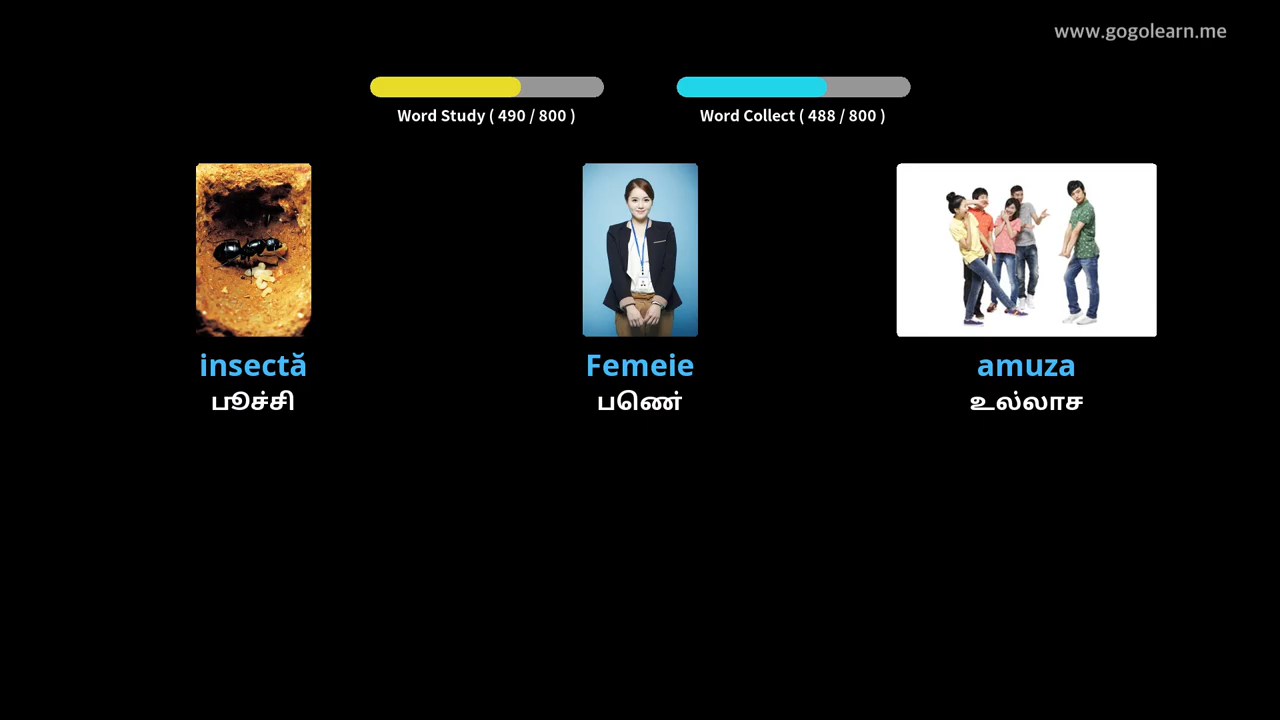 www.gogolearn.me
Word Study ( 490 / 800 )
Word Collect ( 488 / 800 )
insectă
Femeie
amuza
பூச்சி
பெண்
உல்லாச